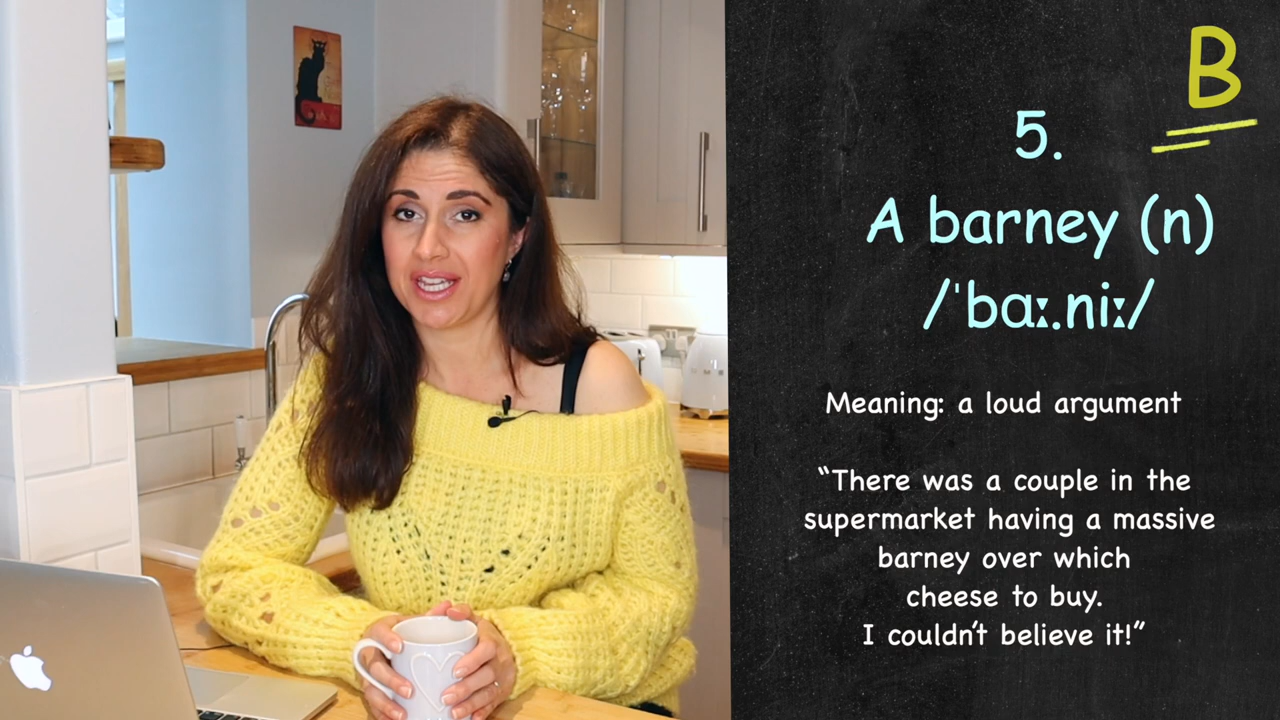 B
5.
A barney (n)
/ˈbɑː.niː/
Meaning: a loud argument
“There was a couple in the
supermarket having a massive
barney over which
cheese to buy.
I couldn't believe it!”